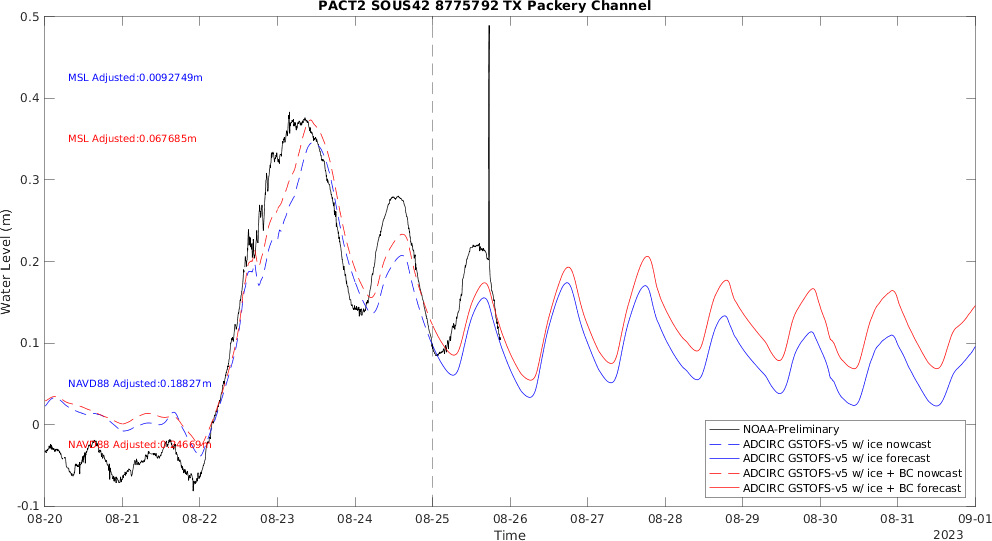 PACT2 SOUS42 8775792 TX Packery Channel
0.5
0.4
0.3
0.2
0.1
0
-0.1
Water Level (m)
MSL Adjusted:0.0092749m
MSL Adjusted:0.067685m
NAVD88 Adjusted:0.18827m
NAVD88 Adjusted:
NOAA-Preliminary
ADCIRC GSTOFS-v5 w/ ice nowcast
ADCIRC GSTOFS-v5 w/ ice forecast
ADCIRC GSTOFS-v5 w/ ice + BC nowcast
ADCIRC GSTOFS-v5 w/ ice + BC forecast
08-20 08-21 08-22 08-23 08-24 08-25 08-26 08-27 08-28 08-29 08-30 08-31 09-01
Time
2023